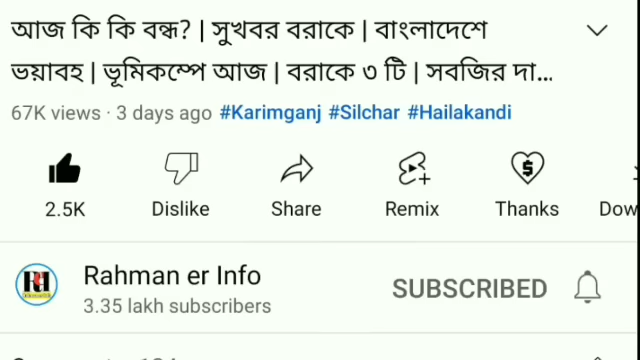 আজ কি কি বন্ধ? | সুখবর বরাকে | বাংলাদেশে
ভয়াবহ | ভূমিকম্পে আজ | বরাকে ৩ টি | সবজির দা...
67K views · 3 days ago #Karimganj #Silchar #Hailakandi
2.5K Dislike Share Remix Thanks Dow
Rahman er Info
SUBSCRIBED
3.35 lakh subscribers